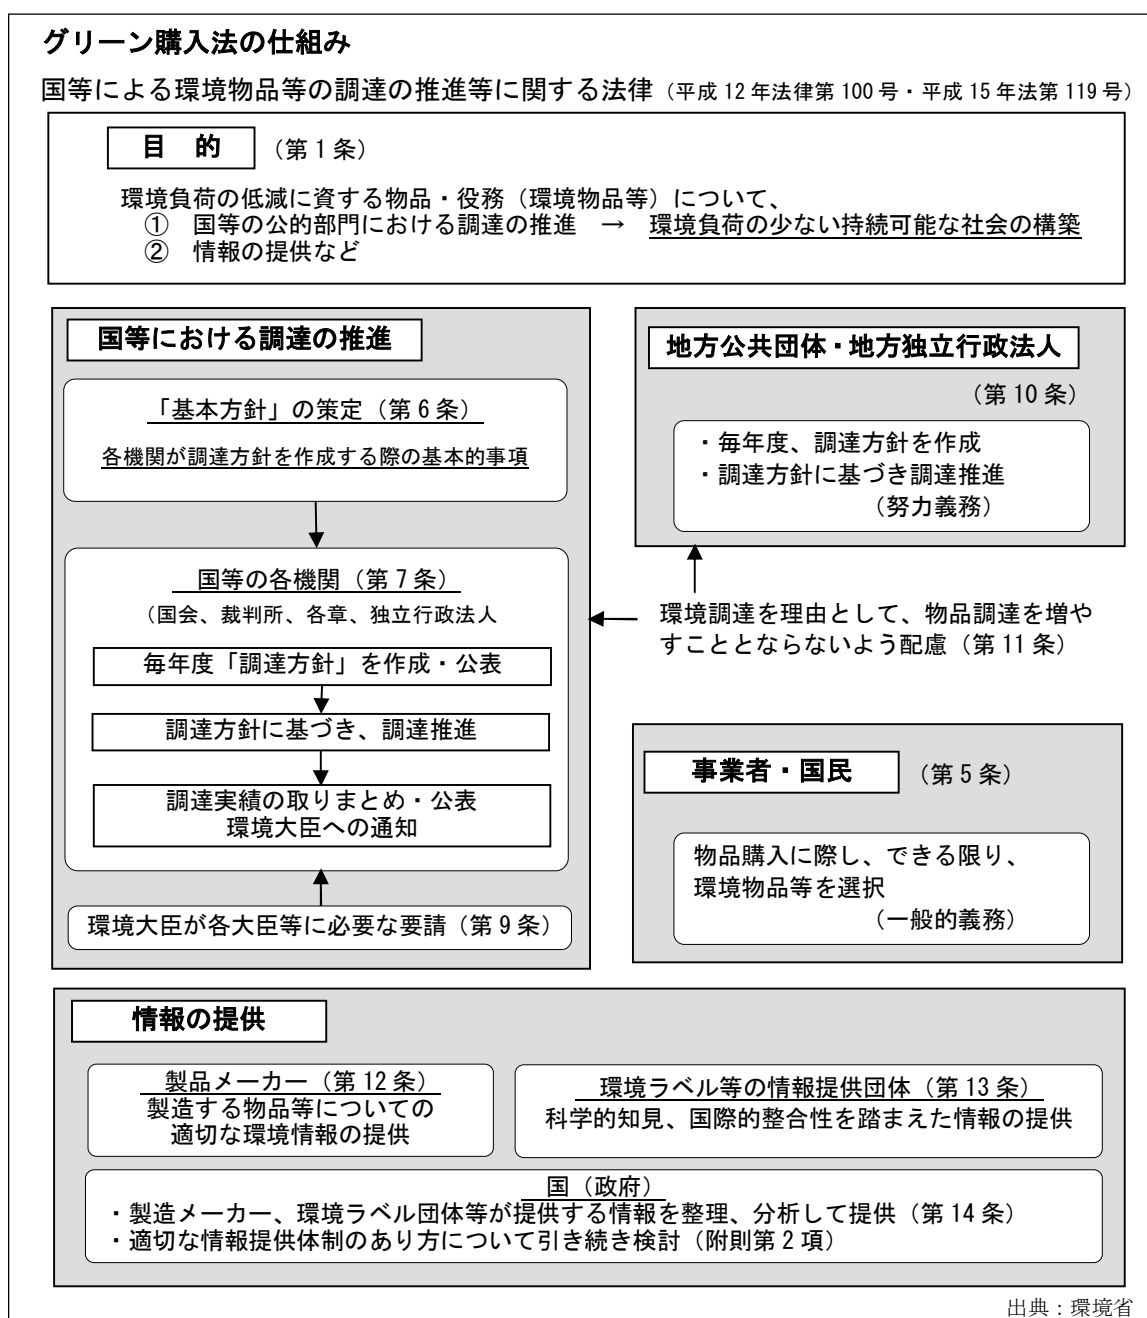 グリーン購入法の仕組み
国等による環境物品等の調達の推進等に関する法律（平成12年法律第100号・平成15年法第119号）
目　的（第1条）
環境負荷の低減に資する物品・役務（環境物品等）について、
①　国等の公的部門における調達の推進　→　環境負荷の少ない持続可能な社会の構築
②　情報の提供など
国等における調達の推進
「基本方針」の策定（第6条）
各機関が調達方針を作成する際の基本的事項
国等の各機関（第7条）
（国会、裁判所、各章、独立行政法人
毎年度「調達方針」を作成・公表
調達方針に基づき、調達推進
調達実績の取りまとめ・公表
環境大臣への通知
環境大臣が各大臣等に必要な要請（第9条）
地方公共団体・地方独立行政法人
（第10条）
・毎年度、調達方針を作成
・調達方針に基づき調達推進
（努力義務）
環境調達を理由として、物品調達を増や
すこととならないよう配慮（第11条）
事業者・国民（第5条）
物品購入に際し、できる限り、
環境物品等を選択
（一般的義務）
情報の提供
製品メーカー（第12条）
製造する物品等についての
適切な環境情報の提供
環境ラベル等の情報提供団体（第13条）
科学的知見、国際的整合性を踏まえた情報の提供
国（政府）
・製造メーカー、環境ラベル団体等が提供する情報を整理、分析して提供（第14条）
・適切な情報提供体制のあり方について引き続き検討（附則第2項）
出典：環境省